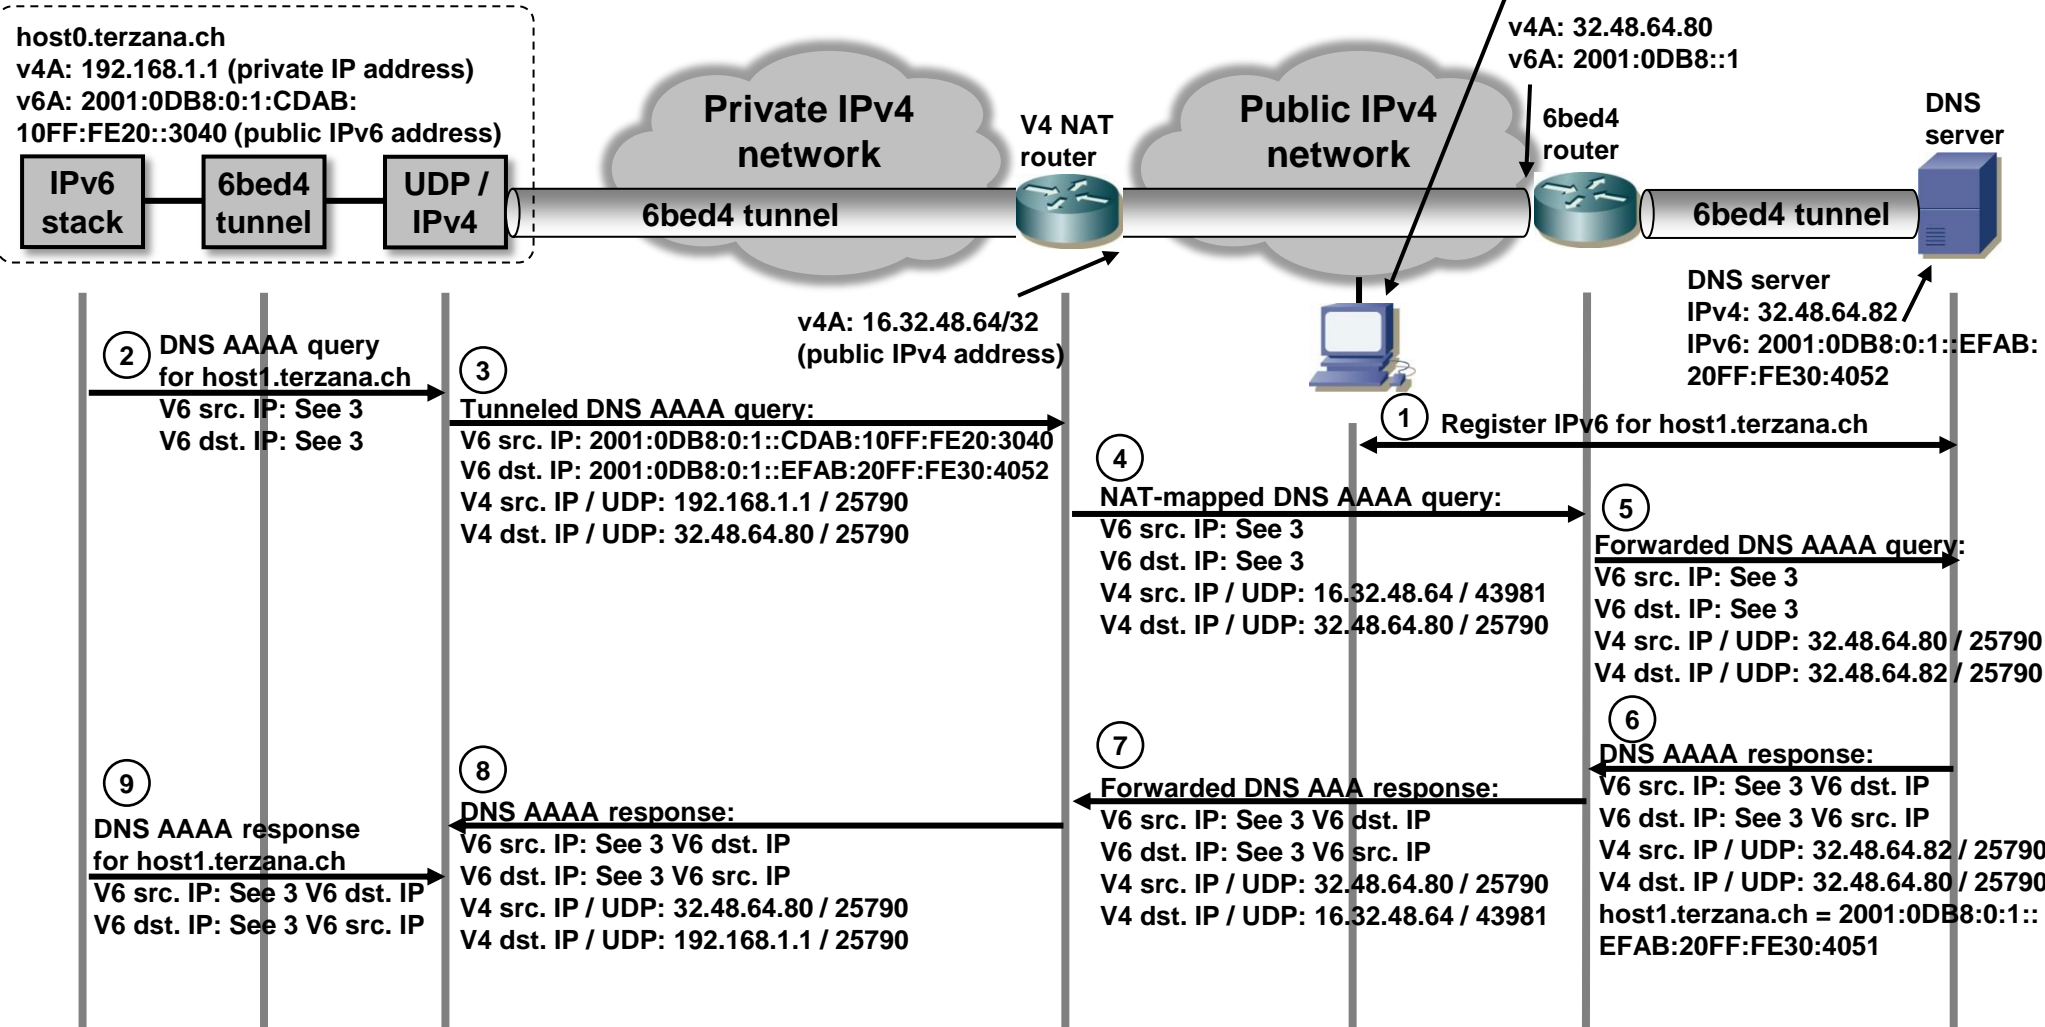 host0.terzana.ch
v4A: 192.168.1.1 (private IP address)
v6A: 2001:0DB8:0:1:CDAB:
10FF:FE20::3040 (public IPv6 address)
IPv6
stack
6bed4
tunnel
UDP /
IPv4
Private IPv4
network
6bed4 tunnel
V4 NAT
router
Public IPv4
network
v4A: 32.48.64.80
v6A: 2001:0DB8::1
6bed4
router
6bed4 tunnel
DNS
server
v4A: 16.32.48.64/32
(public IPv4 address)
DNS server
IPv4: 32.48.64.82
IPv6: 2001:0DB8:0:1::EFAB:
20FF:FE30:4052
1
Register IPv6 for host1.terzana.ch
2
DNS AAAA query
for host1.terzana.ch
V6 src. IP: See 3
V6 dst. IP: See 3
3
Tunneled DNS AAAA query:
V6 src. IP: 2001:0DB8:0:1::CDAB:10FF:FE20:3040
V6 dst. IP: 2001:0DB8:0:1::EFAB:20FF:FE30:4052
V4 src. IP / UDP: 192.168.1.1 / 25790
V4 dst. IP / UDP: 32.48.64.80 / 25790
4
NAT-mapped DNS AAAA query:
V6 src. IP: See 3
V6 dst. IP: See 3
V4 src. IP / UDP: 16.32.48.64 / 43981
V4 dst. IP / UDP: 32.48.64.80 / 25790
5
Forwarded DNS AAAA query:
V6 src. IP: See 3
V6 dst. IP: See 3
V4 src. IP / UDP: 32.48.64.80 / 25790
V4 dst. IP / UDP: 32.48.64.82 / 25790
6
DNS AAAA response:
V6 src. IP: See 3 V6 dst. IP
V6 dst. IP: See 3 V6 src. IP
V4 src. IP / UDP: 32.48.64.82 / 25790
V4 dst. IP / UDP: 32.48.64.80 / 25790
host1.terzana.ch = 2001:0DB8:0:1::
EFAB:20FF:FE30:4051
7
Forwarded DNS AAA response:
V6 src. IP: See 3 V6 dst. IP
V6 dst. IP: See 3 V6 src. IP
V4 src. IP / UDP: 32.48.64.80 / 25790
V4 dst. IP / UDP: 16.32.48.64 / 43981
8
DNS AAAA response:
V6 src. IP: See 3 V6 dst. IP
V6 dst. IP: See 3 V6 src. IP
V4 src. IP / UDP: 32.48.64.80 / 25790
V4 dst. IP / UDP: 192.168.1.1 / 25790
9
DNS AAAA response
for host1.terzana.ch
V6 src. IP: See 3 V6 dst. IP
V6 dst. IP: See 3 V6 src. IP